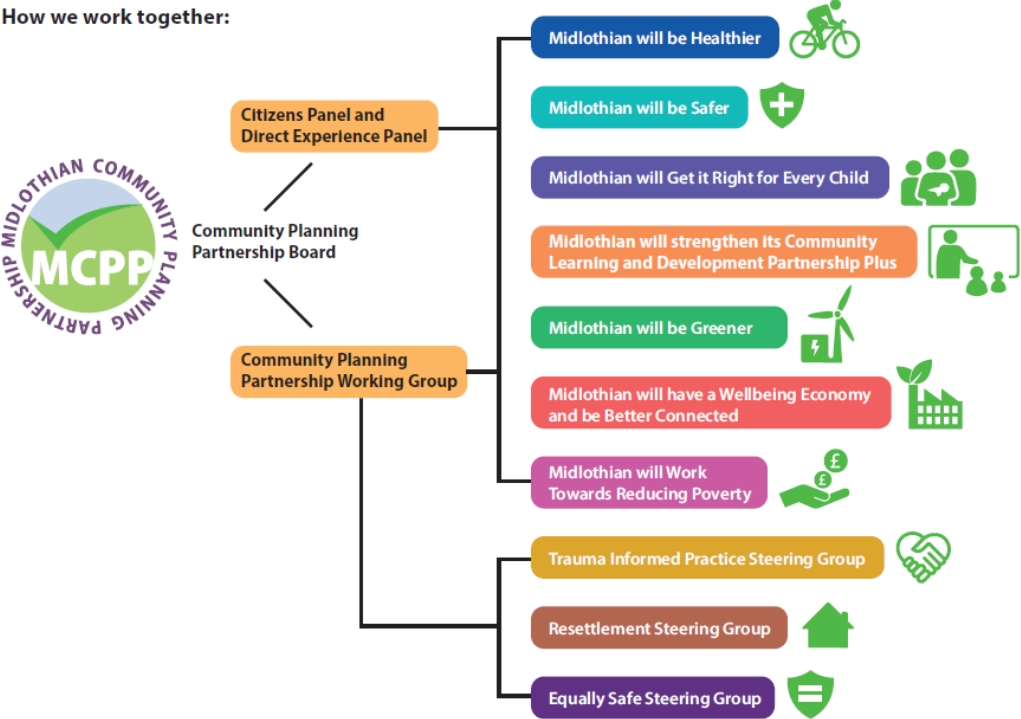 How we work together:
MIDLOTHIAN COMMUNITY PLANNING PARTNERSHIP
MCPP
Community Planning
Partnership Board
Citizens Panel and
Direct Experience Panel
Community Planning
Partnership Working Group
Midlothian will be Healthier
Midlothian will be Safer
Midlothian will Get it Right for Every Child
Midlothian will strengthen its Community
Learning and Development Partnership Plus
Midlothian will be Greener
Midlothian will have a Wellbeing Economy
and be Better Connected
Midlothian will Work
Towards Reducing Poverty
£
£
Trauma Informed Practice Steering Group
Resettlement Steering Group
Equally Safe Steering Group